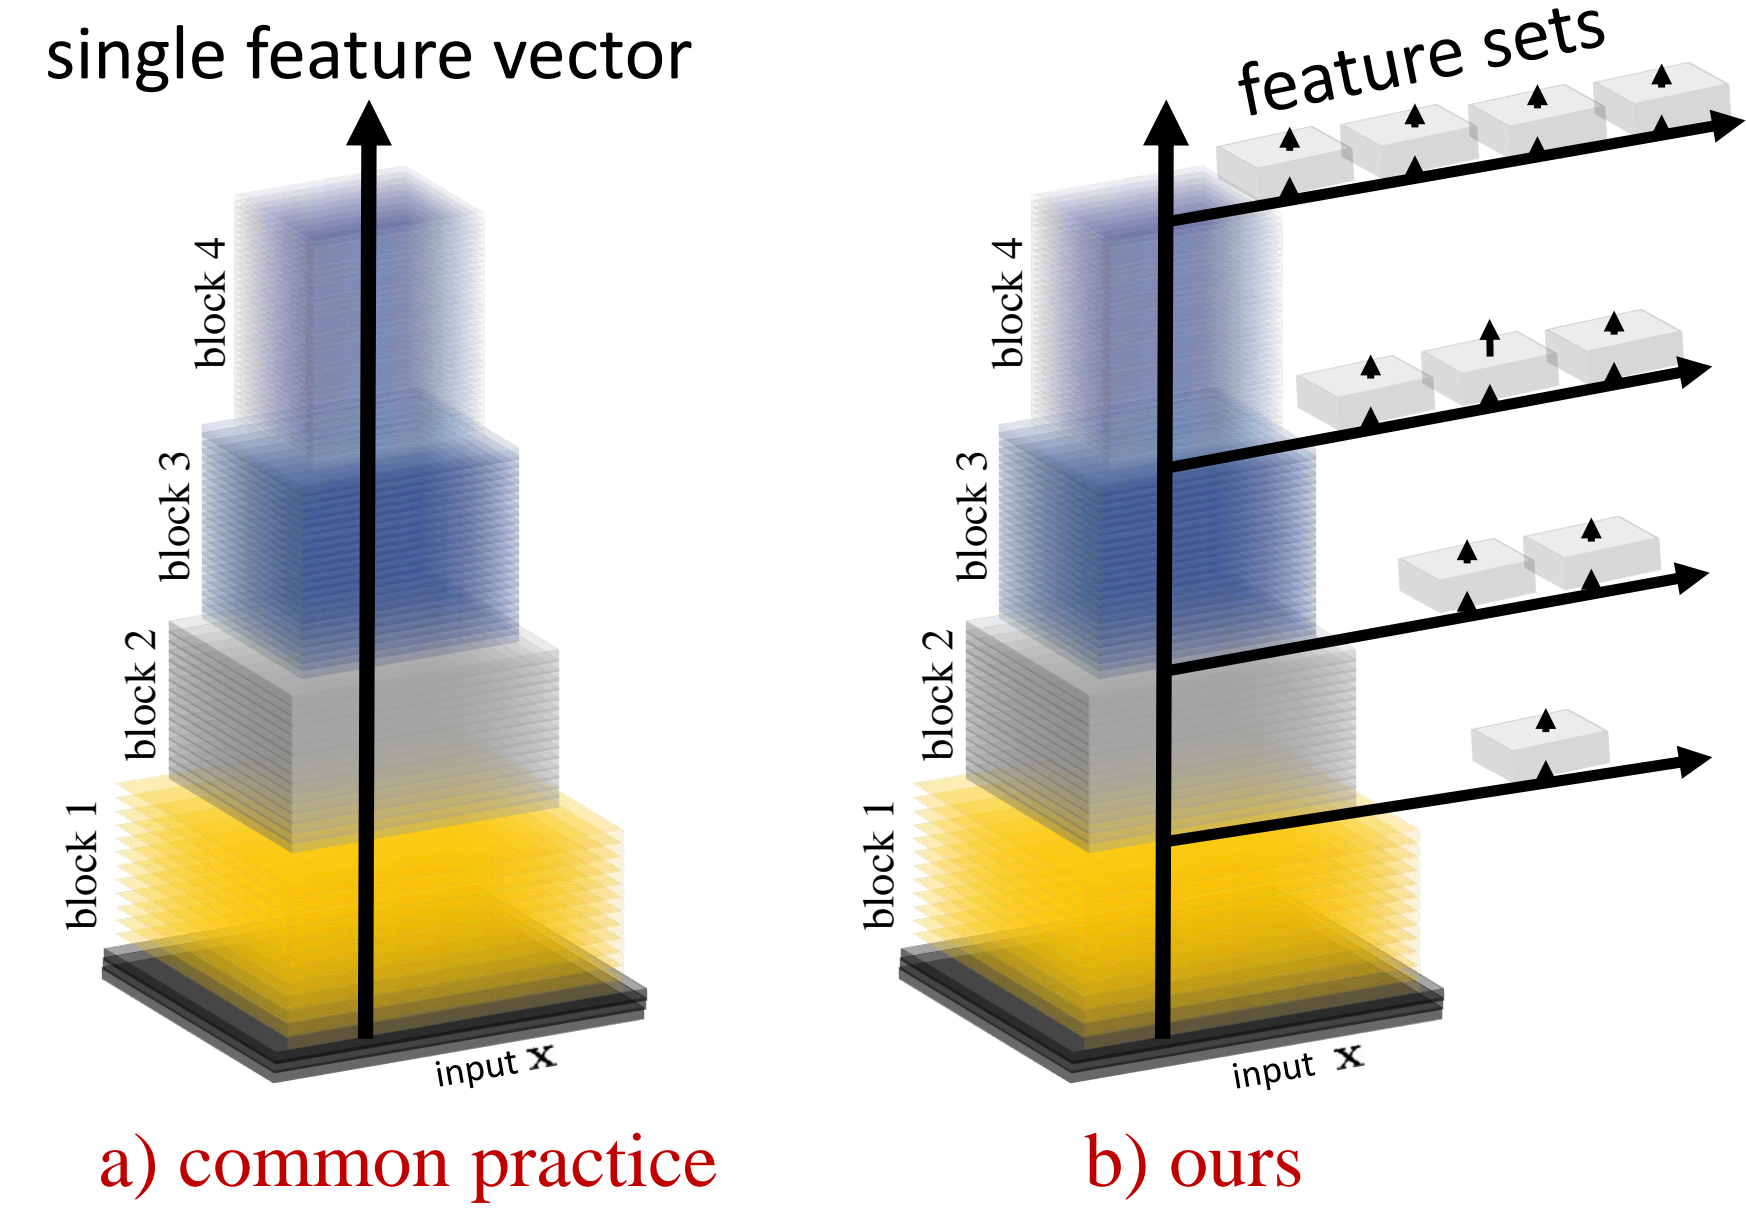 single feature vector
block 4
block 3
block 2
block 1
input x
a) common practice
feature sets
block 4
block 3
block 2
block 1
input x
b) ours